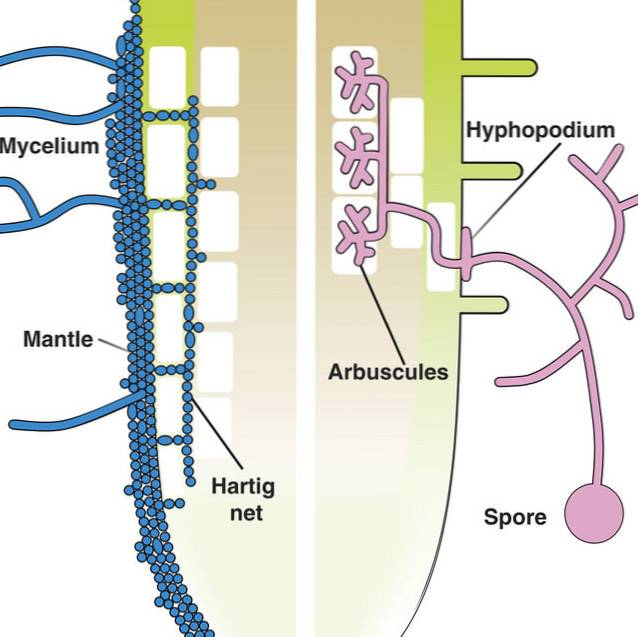 Hyphopodium
Mycelium
Mantle
Arbuscules
Hartig
net
Spore